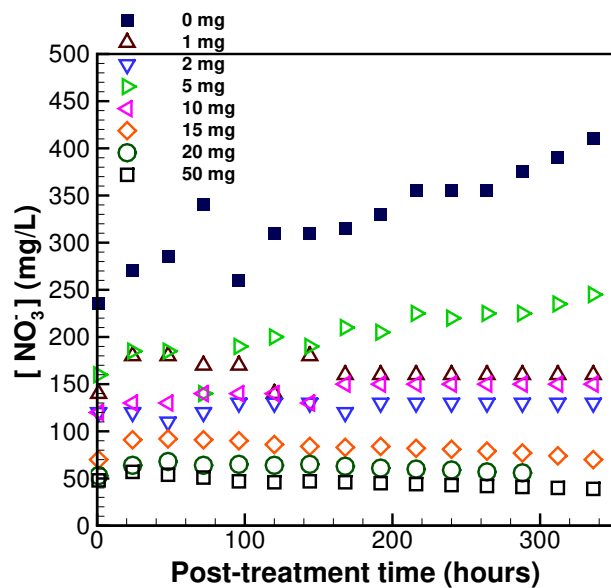 0 mg
1 mg
2 mg
5 mg
10 mg
15 mg
20 mg
50 mg
500
450
400
350
300
250
200
150
100
50
0
0 100 200 300
[ NO₃⁻] (mg/L)
Post-treatment time (hours)